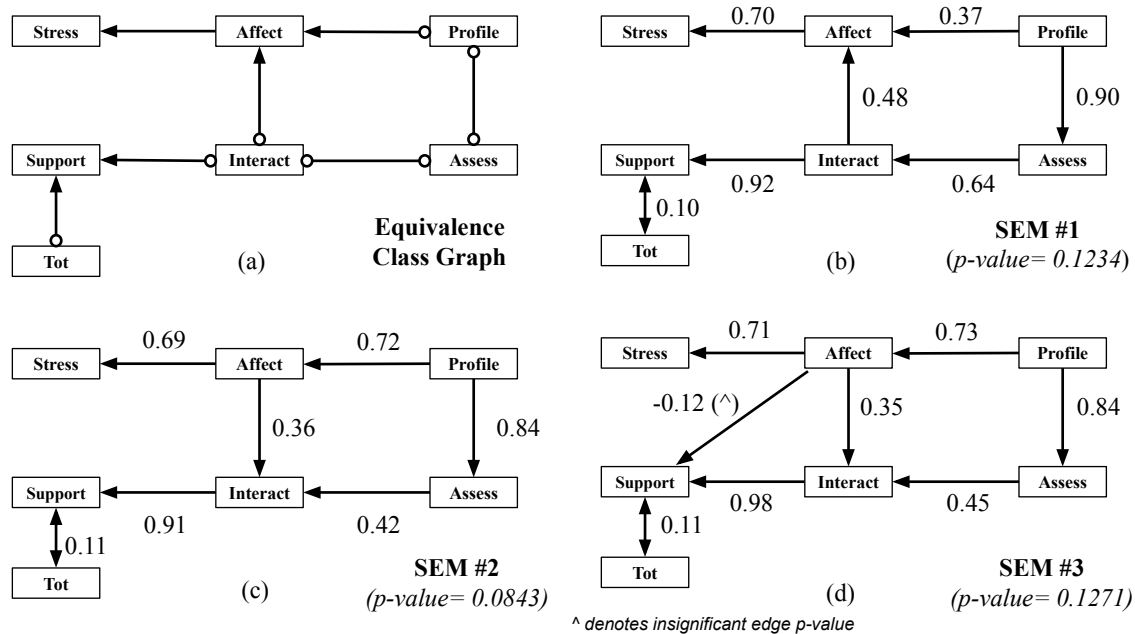 Stress
Affect
Profile
Support
Interact
Assess
Tot
(a)
Equivalence
Class Graph
0.70
0.37
Stress
Affect
Profile
0.48
0.90
Support
Interact
Assess
0.92
0.64
0.10
Tot
(b)
SEM #1
(p-value= 0.1234)
0.69
0.72
Stress
Affect
Profile
0.36
0.84
Support
Interact
Assess
0.91
0.42
0.11
Tot
(c)
SEM #2
(p-value= 0.0843)
0.71
0.73
Stress
Affect
Profile
-0.12 (^)
0.35
0.84
Support
Interact
Assess
0.98
0.45
0.11
Tot
(d)
SEM #3
(p-value= 0.1271)
^ denotes insignificant edge p-value